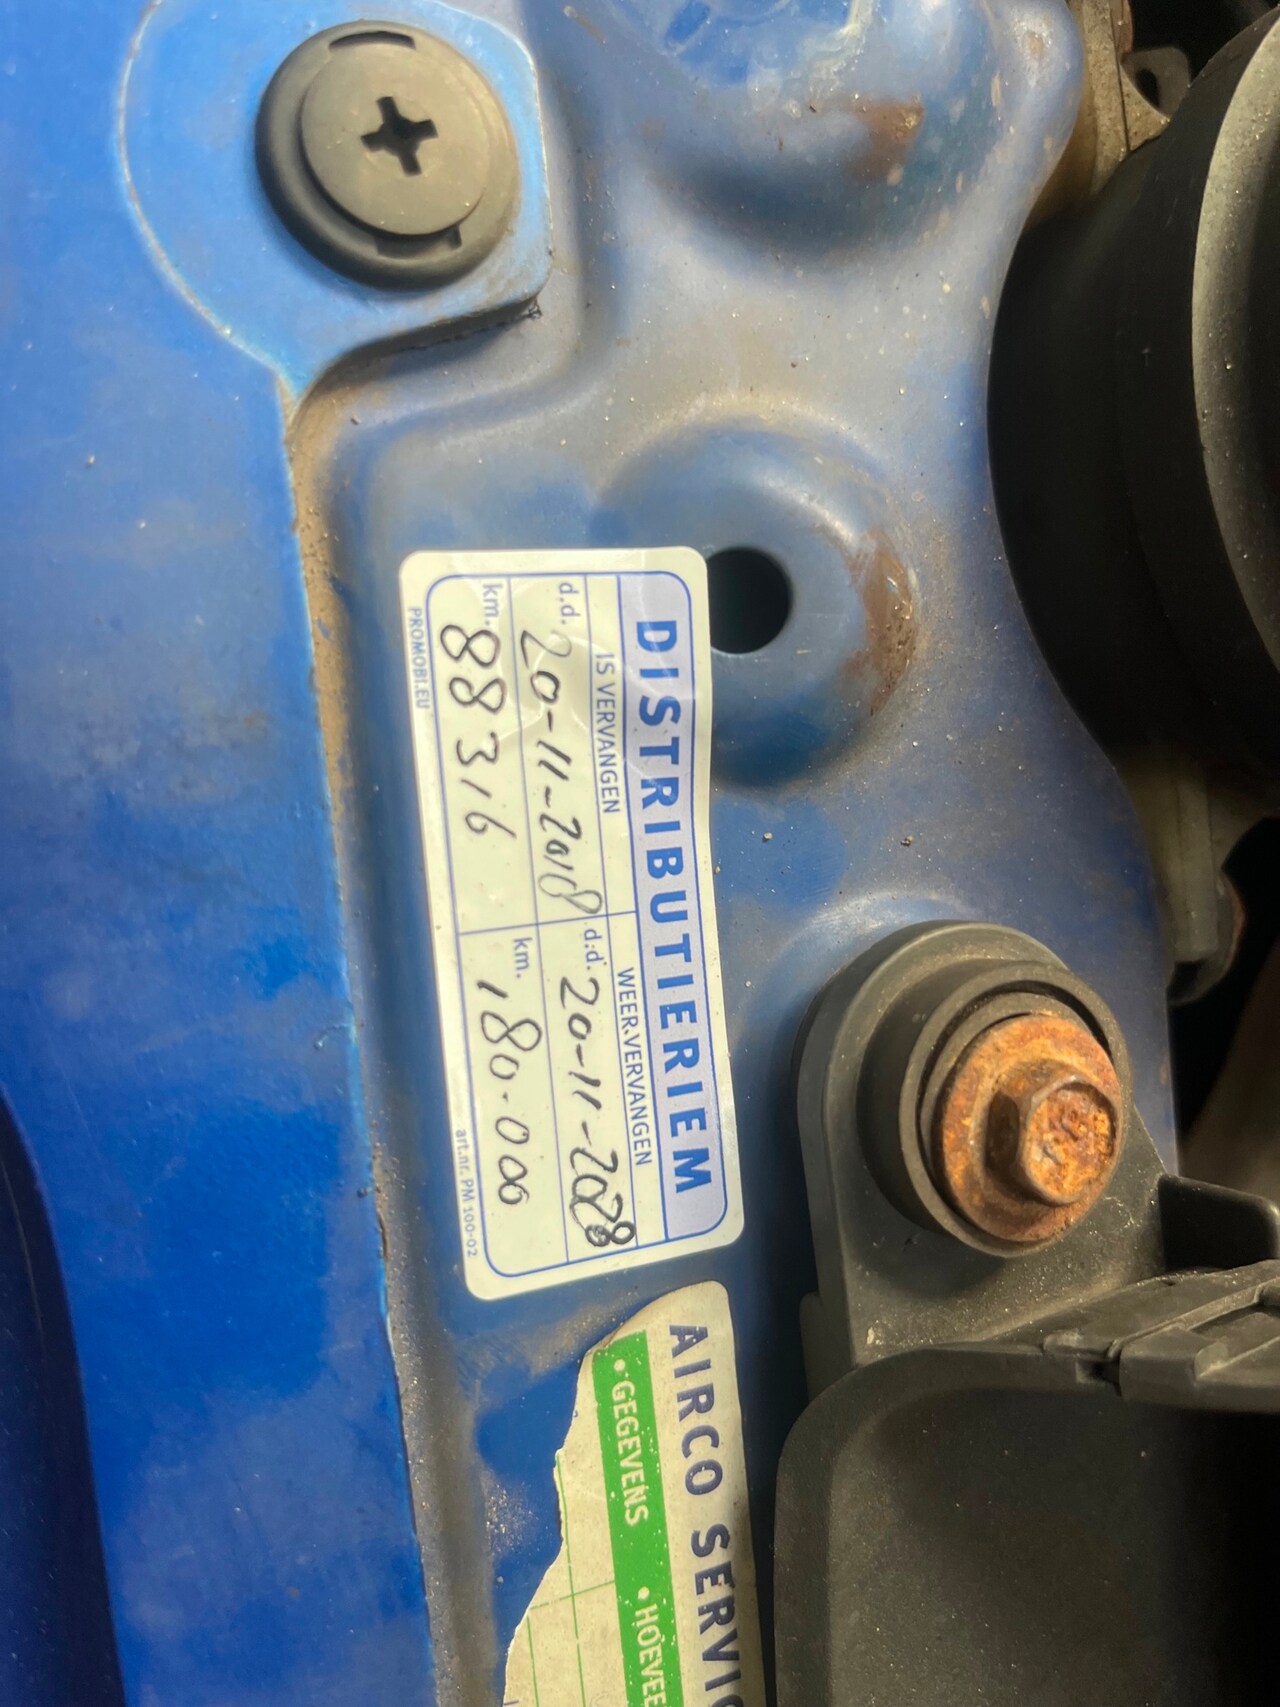 DISTRIBUTIERIEM
IS VERVANGEN
WEER VERVANGEN
d.d. 20-11-2018
d.d. 20-11-2028
km. 88316
km. 180.000
PROMOBI.EU
art.nr. PM 100-02
AIRCO SERVIC
• GEGEVENS • HOEVEE